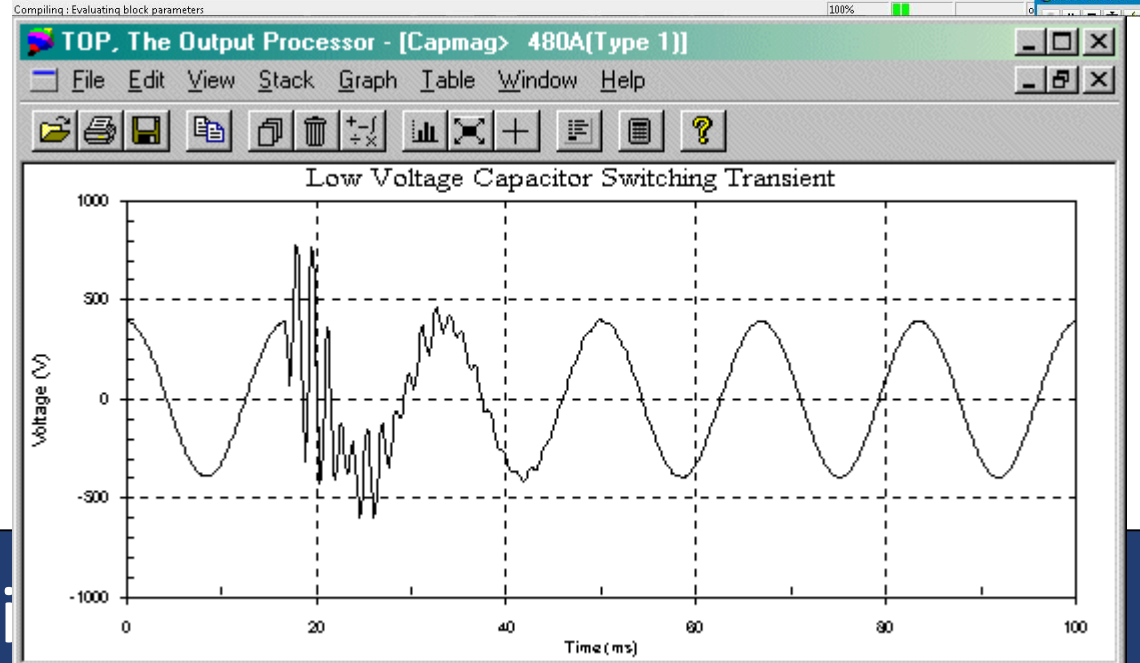 Compiling : Evaluating block parameters 100%
TOP, The Output Processor - [Capmag> 480A(Type 1)]
File Edit View Stack Graph Table Window Help
Low Voltage Capacitor Switching Transient
1000
500
0
-500
-1000
Voltage (V)
0 20 40 60 80 100
Time (ms)